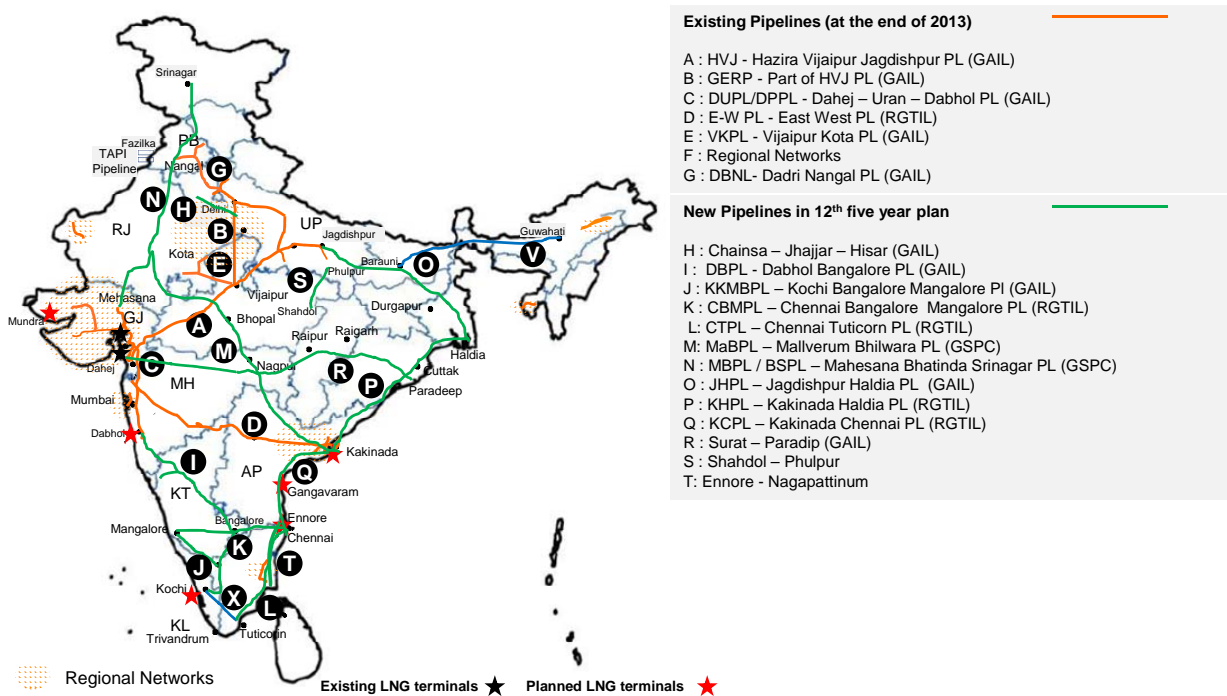 Srinagar
Fazilka
PB
TAPI
Pipeline
Nangal
G
N
H
Delhi
RJ
B
UP
Guwahati
Jagdishpur
Kota
Barauni
O
V
E
S
Phulpur
Mehasana
Vijaipur
Shahdol
GJ
Durgapur
Mundra
A
Bhopal
Raipur
Raigarh
M
Haldia
Dahej
C
Nagpur
R
Cuttak
MH
P
Paradeep
Mumbai
D
Dabhol
Kakinada
I
AP
Q
KT
Gangavaram
Bangalore
Ennore
Mangalore
Chennai
K
J
T
Kochi
X
L
KL
Trivandrum
Tuticorin
Regional Networks
Existing LNG terminals
Planned LNG terminals
Existing Pipelines (at the end of 2013)
A : HVJ - Hazira Vijaipur Jagdishpur PL (GAIL)
B : GERP - Part of HVJ PL (GAIL)
C : DUPL/DPPL - Dahej – Uran – Dabhol PL (GAIL)
D : E-W PL - East West PL (RGTIL)
E : VKPL - Vijaipur Kota PL (GAIL)
F : Regional Networks
G : DBNL- Dadri Nangal PL (GAIL)
New Pipelines in 12th five year plan
H : Chainsa – Jhajjar – Hisar (GAIL)
I : DBPL - Dabhol Bangalore PL (GAIL)
J : KKMBPL – Kochi Bangalore Mangalore Pl (GAIL)
K : CBMPL – Chennai Bangalore Mangalore PL (RGTIL)
L: CTPL – Chennai Tuticorn PL (RGTIL)
M: MaBPL – Mallverum Bhilwara PL (GSPC)
N : MBPL / BSPL – Mahesana Bhatinda Srinagar PL (GSPC)
O : JHPL – Jagdishpur Haldia PL (GAIL)
P : KHPL – Kakinada Haldia PL (RGTIL)
Q : KCPL – Kakinada Chennai PL (RGTIL)
R : Surat – Paradip (GAIL)
S : Shahdol – Phulpur
T: Ennore - Nagapattinum